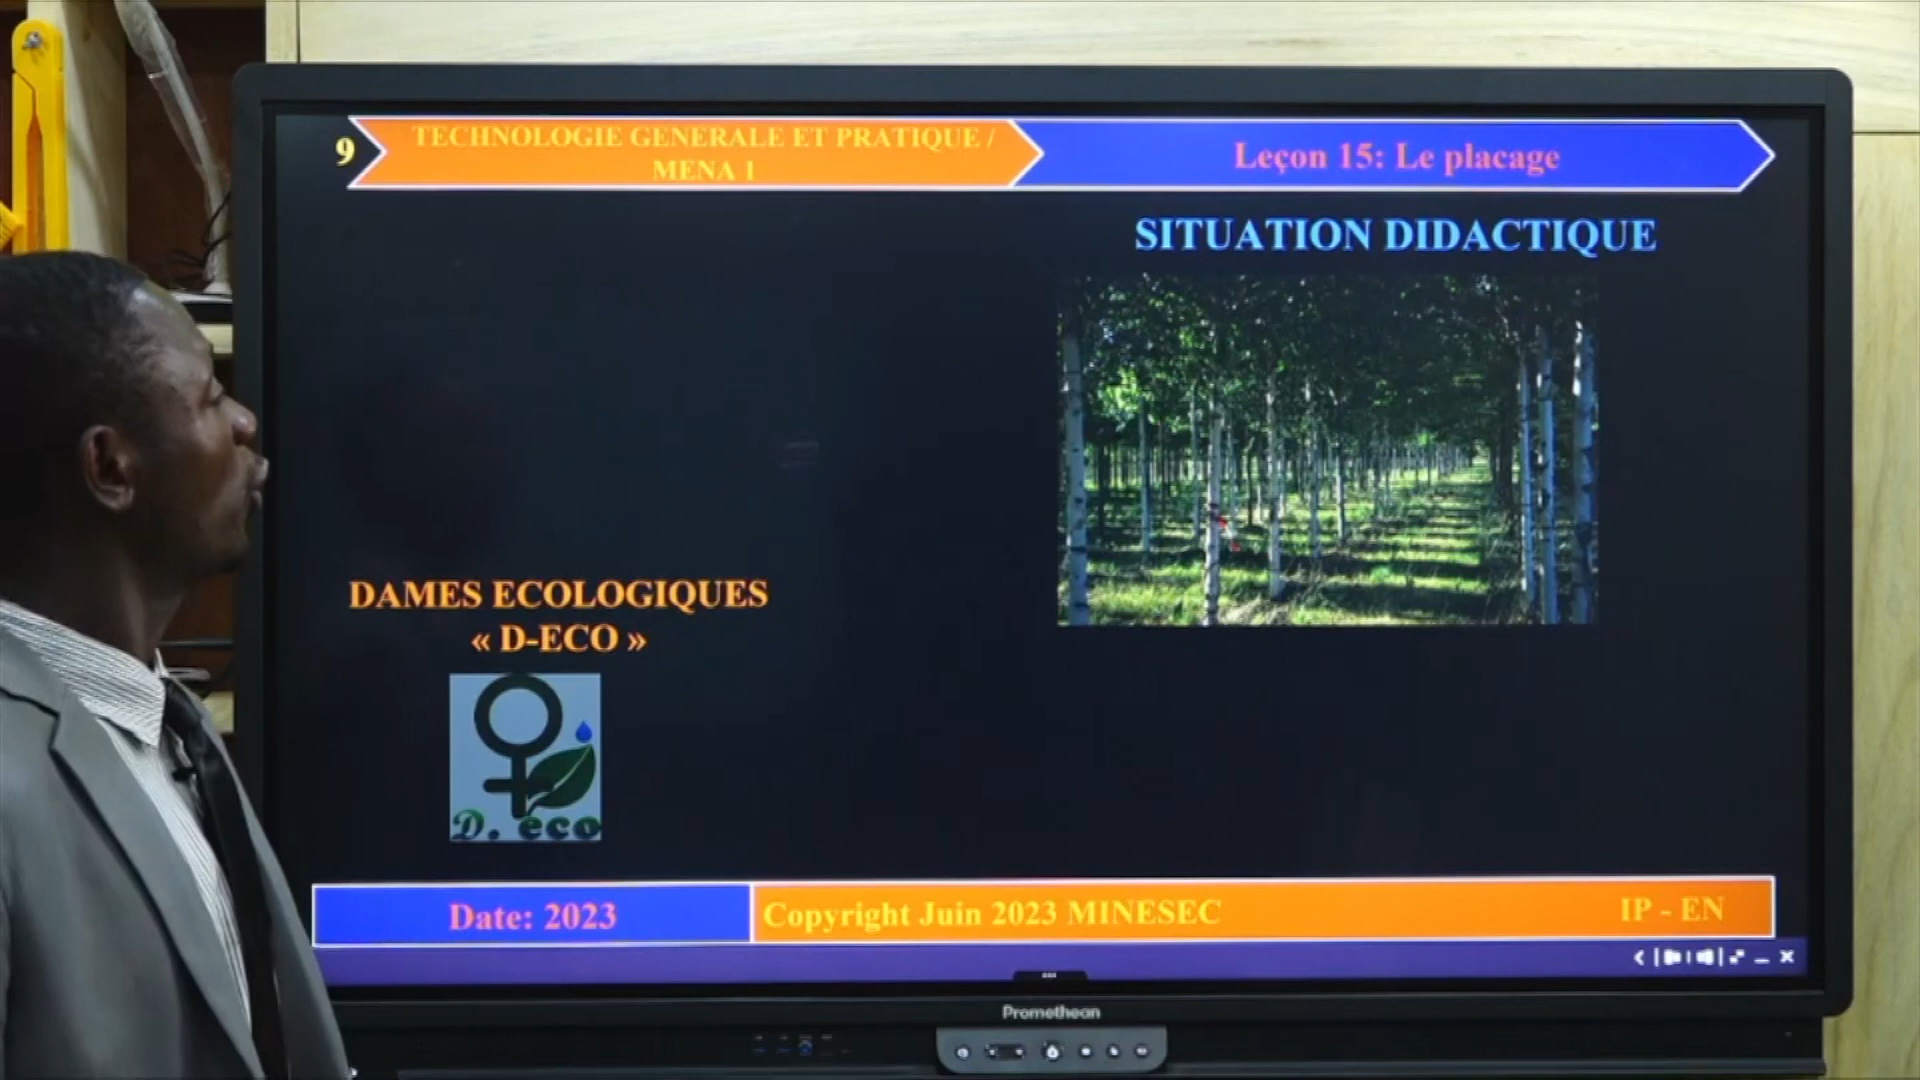 9
TECHNOLOGIE GENERALE ET PRATIQUE /
MENA 1
Leçon 15: Le placage
SITUATION DIDACTIQUE
DAMES ECOLOGIQUES
« D-ECO »
D. eco
Date: 2023
Copyright Juin 2023 MINESEC
IP - EN
Promethean